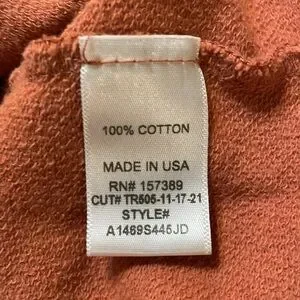 100% COTTON
MADE IN USA
RN# 157389
CUT# TR505-11-17-21
STYLE#
A1469S445JD